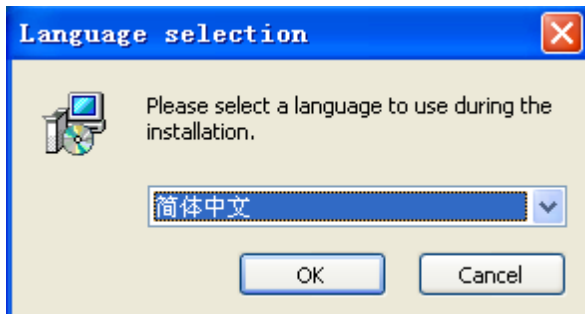 Language selection
Please select a language to use during the
installation.
简体中文
OK Cancel